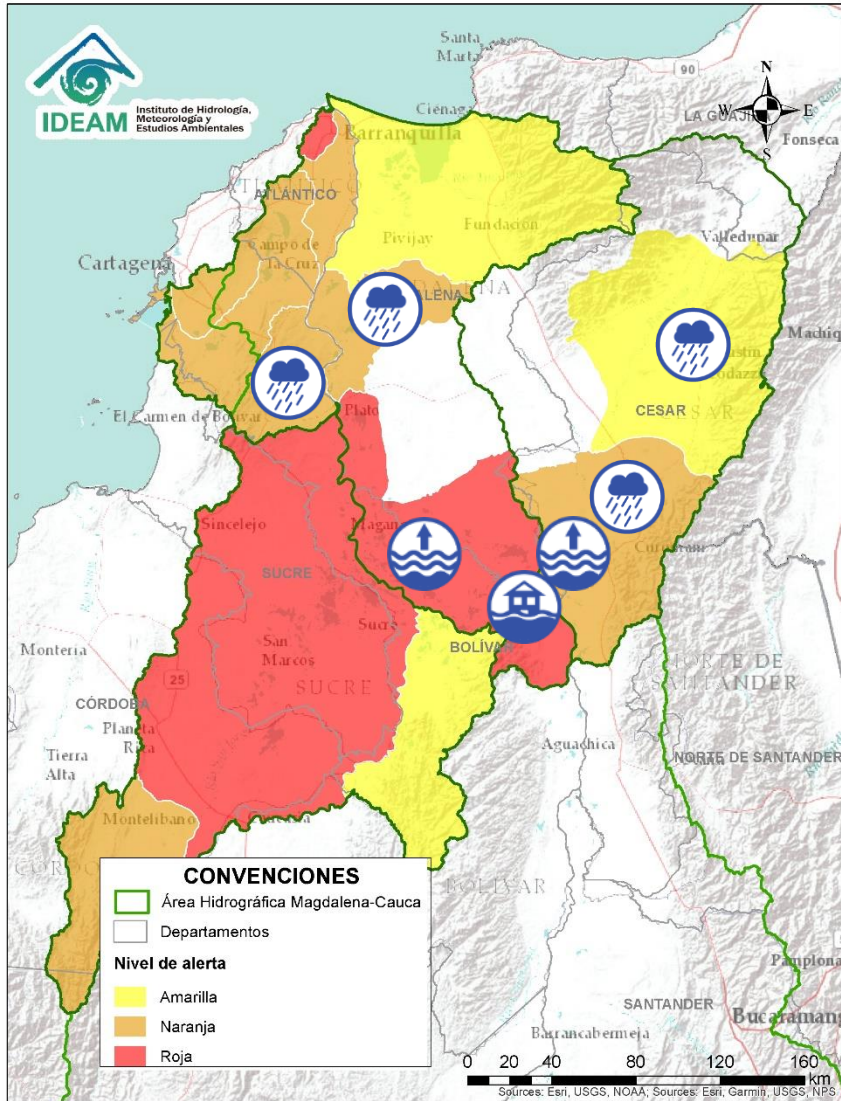 IDEAM
Instituto de Hidrología,
Meteorología y
Estudios Ambientales
Santa
Marta
90
N
W
E
S
LA GUAJI
Fonseca
Ciénaga
Barranquilla
ATLÁNTICO
Fundación
Pivijay
Valledupar
Campo de
la Cruz
Cartagena
ALENA
Machiq
El Carmen de Bolívar
CESAR
Plato
Sincelejo
Magan
SUCRE
Sucre
San
Marcos
BOLÍVAR
Montería
NORTE DE
SANTANDER
25
CÓRDOBA
SUCRE
Planeta
Rica
Aguachica
Tierra
Alta
NORTE DE SANTANDER
Montelíbano
BOLÍVAR
CONVENCIONES
Área Hidrográfica Magdalena-Cauca
Departamentos
Nivel de alerta
Amarilla
Naranja
Roja
Pamplona
SANTANDER
Bucaramang
Barrancabermeja
0 20 40 80 120 160
km
Sources: Esri, USGS, NOAA; Sources: Esri, Garmin, USGS, NPS